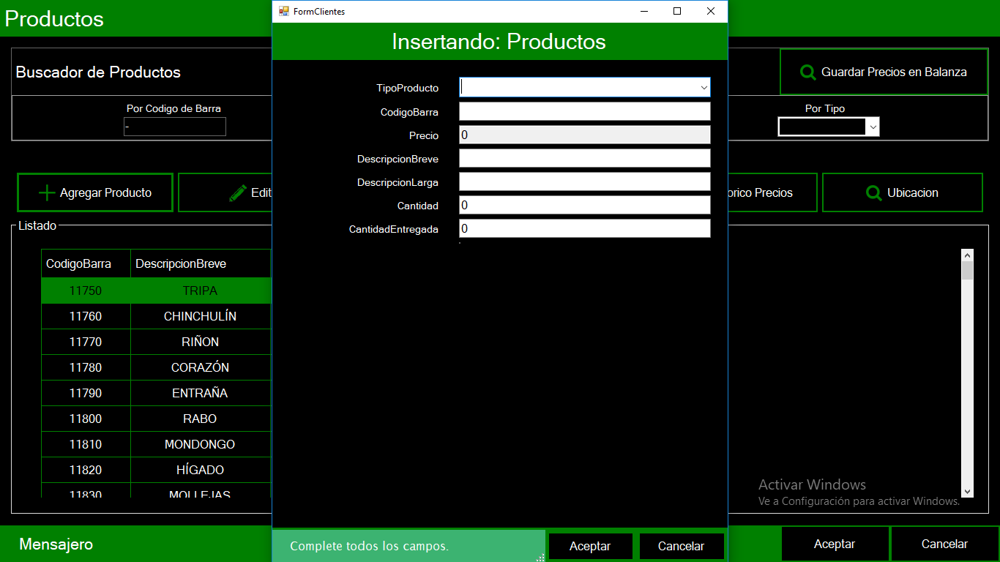 Productos
FormClientes
Insertando: Productos
Buscador de Productos
Guardar Precios en Balanza
Por Codigo de Barra
-
Por Tipo
TipoProducto
CodigoBarra
Precio 0
DescripcionBreve
DescripcionLarga
Cantidad 0
CantidadEntregada 0
Agregar Producto
Edit
orico Precios
Ubicacion
Listado
CodigoBarra DescripcionBreve
11750 TRIPA
11760 CHINCHULÍN
11770 RIÑON
11780 CORAZÓN
11790 ENTRAÑA
11800 RABO
11810 MONDONGO
11820 HÍGADO
11830 MOLLEJAS
Activar Windows
Ve a Configuración para activar Windows.
Mensajero
Complete todos los campos.
Aceptar
Cancelar
Aceptar
Cancelar